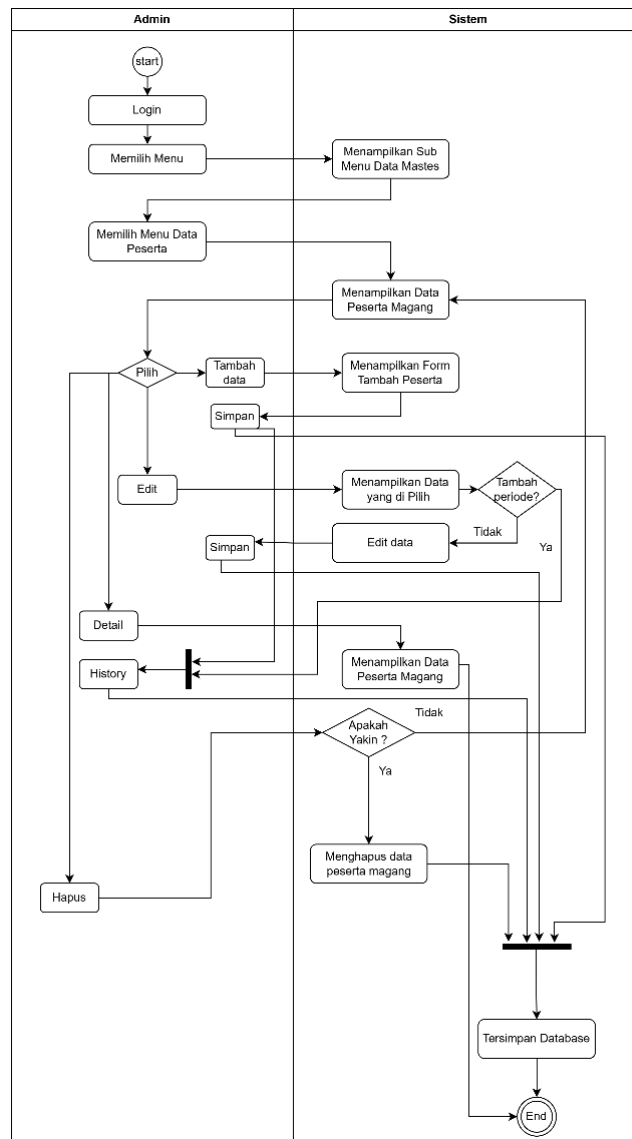 Admin
Sistem
start
Login
Memilih Menu
Menampilkan Sub
Menu Data Mastes
Memilih Menu Data
Peserta
Menampilkan Data
Peserta Magang
Pilih
Tambah
data
Menampilkan Form
Tambah Peserta
Simpan
Edit
Menampilkan Data
yang di Pilih
Tambah
periode?
Tidak
Ya
Edit data
Simpan
Detail
Menampilkan Data
Peserta Magang
History
Apakah
Yakin ?
Tidak
Ya
Menghapus data
peserta magang
Hapus
Tersimpan Database
End